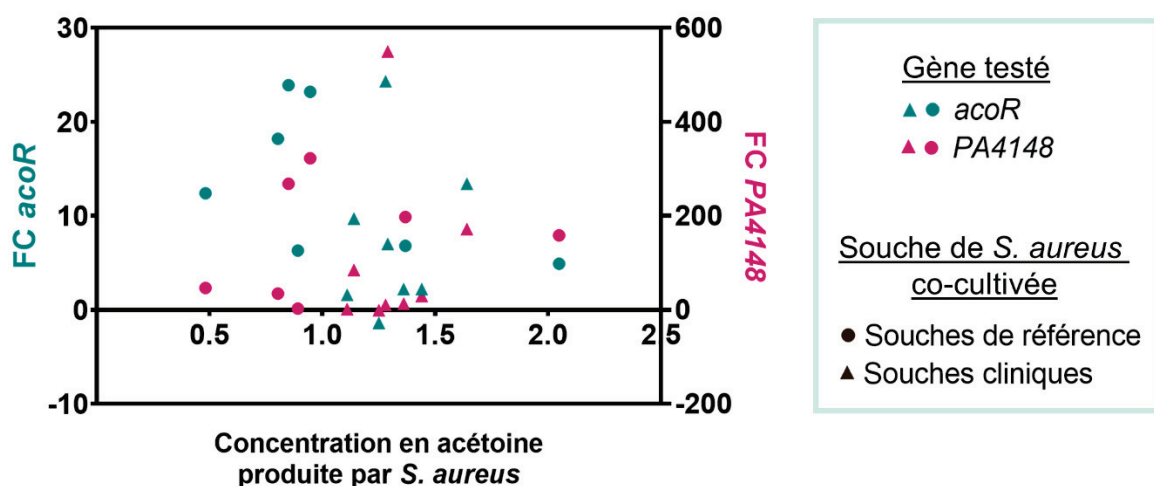 30
20
10
0
-10
FC acoR
600
400
200
0
-200
FC PA4148
0.5
1.0
1.5
2.0
2.5
Concentration en acétoine
produite par S. aureus
Gène testé
acoR
PA4148
Souche de S. aureus
co-cultivée
Souches de référence
Souches cliniques